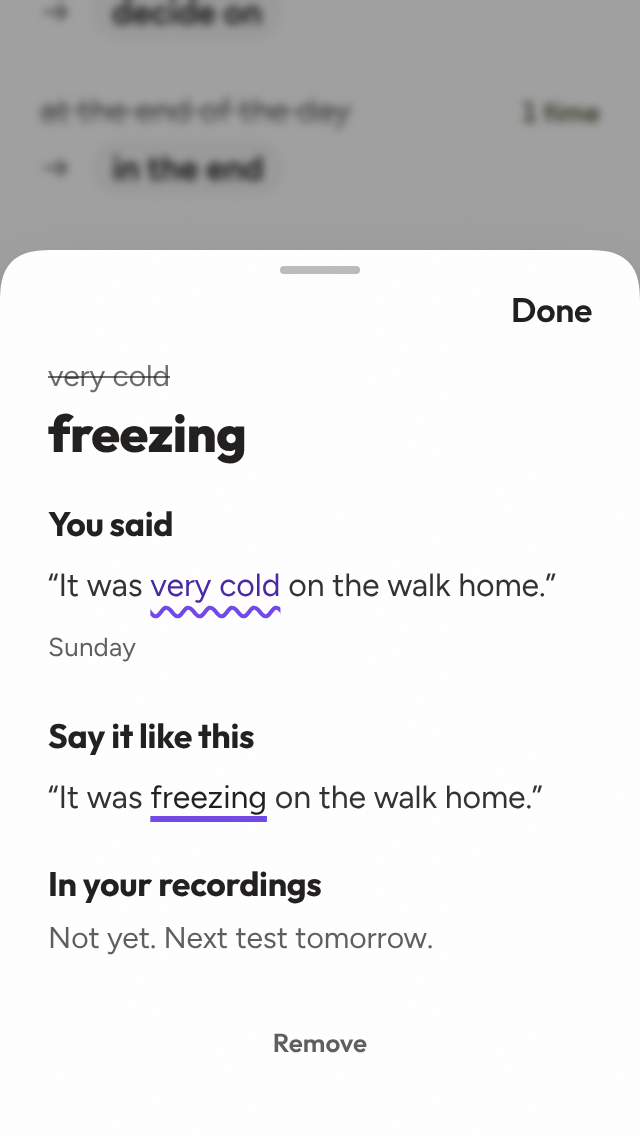 → decide on
at the end of the day 1 time
→ in the end
Done
very cold
freezing
You said
“It was very cold on the walk home.”
Sunday
Say it like this
“It was freezing on the walk home.”
In your recordings
Not yet. Next test tomorrow.
Remove